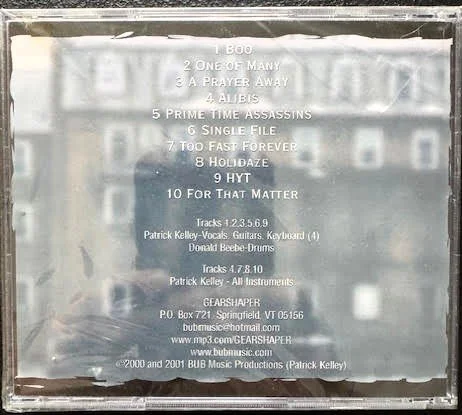 1 Boo
2 One of Many
3 A Prayer Away
4 Alibis
5 Prime Time Assassins
6 Single File
7 Too Fast Forever
8 Holidaze
9 HYT
10 For That Matter
Tracks 1,2,3,5,6,9
Patrick Kelley-Vocals, Guitars, Keyboard (4)
Donald Beebe-Drums
Tracks 4,7,8,10
Patrick Kelley - All Instruments
GEARSHAPER
P.O. Box 721, Springfield, VT 05156
bubmusic@hotmail.com
www.mp3.com/GEARSHAPER
www.bubmusic.com
©2000 and 2001 BUB Music Productions (Patrick Kelley)